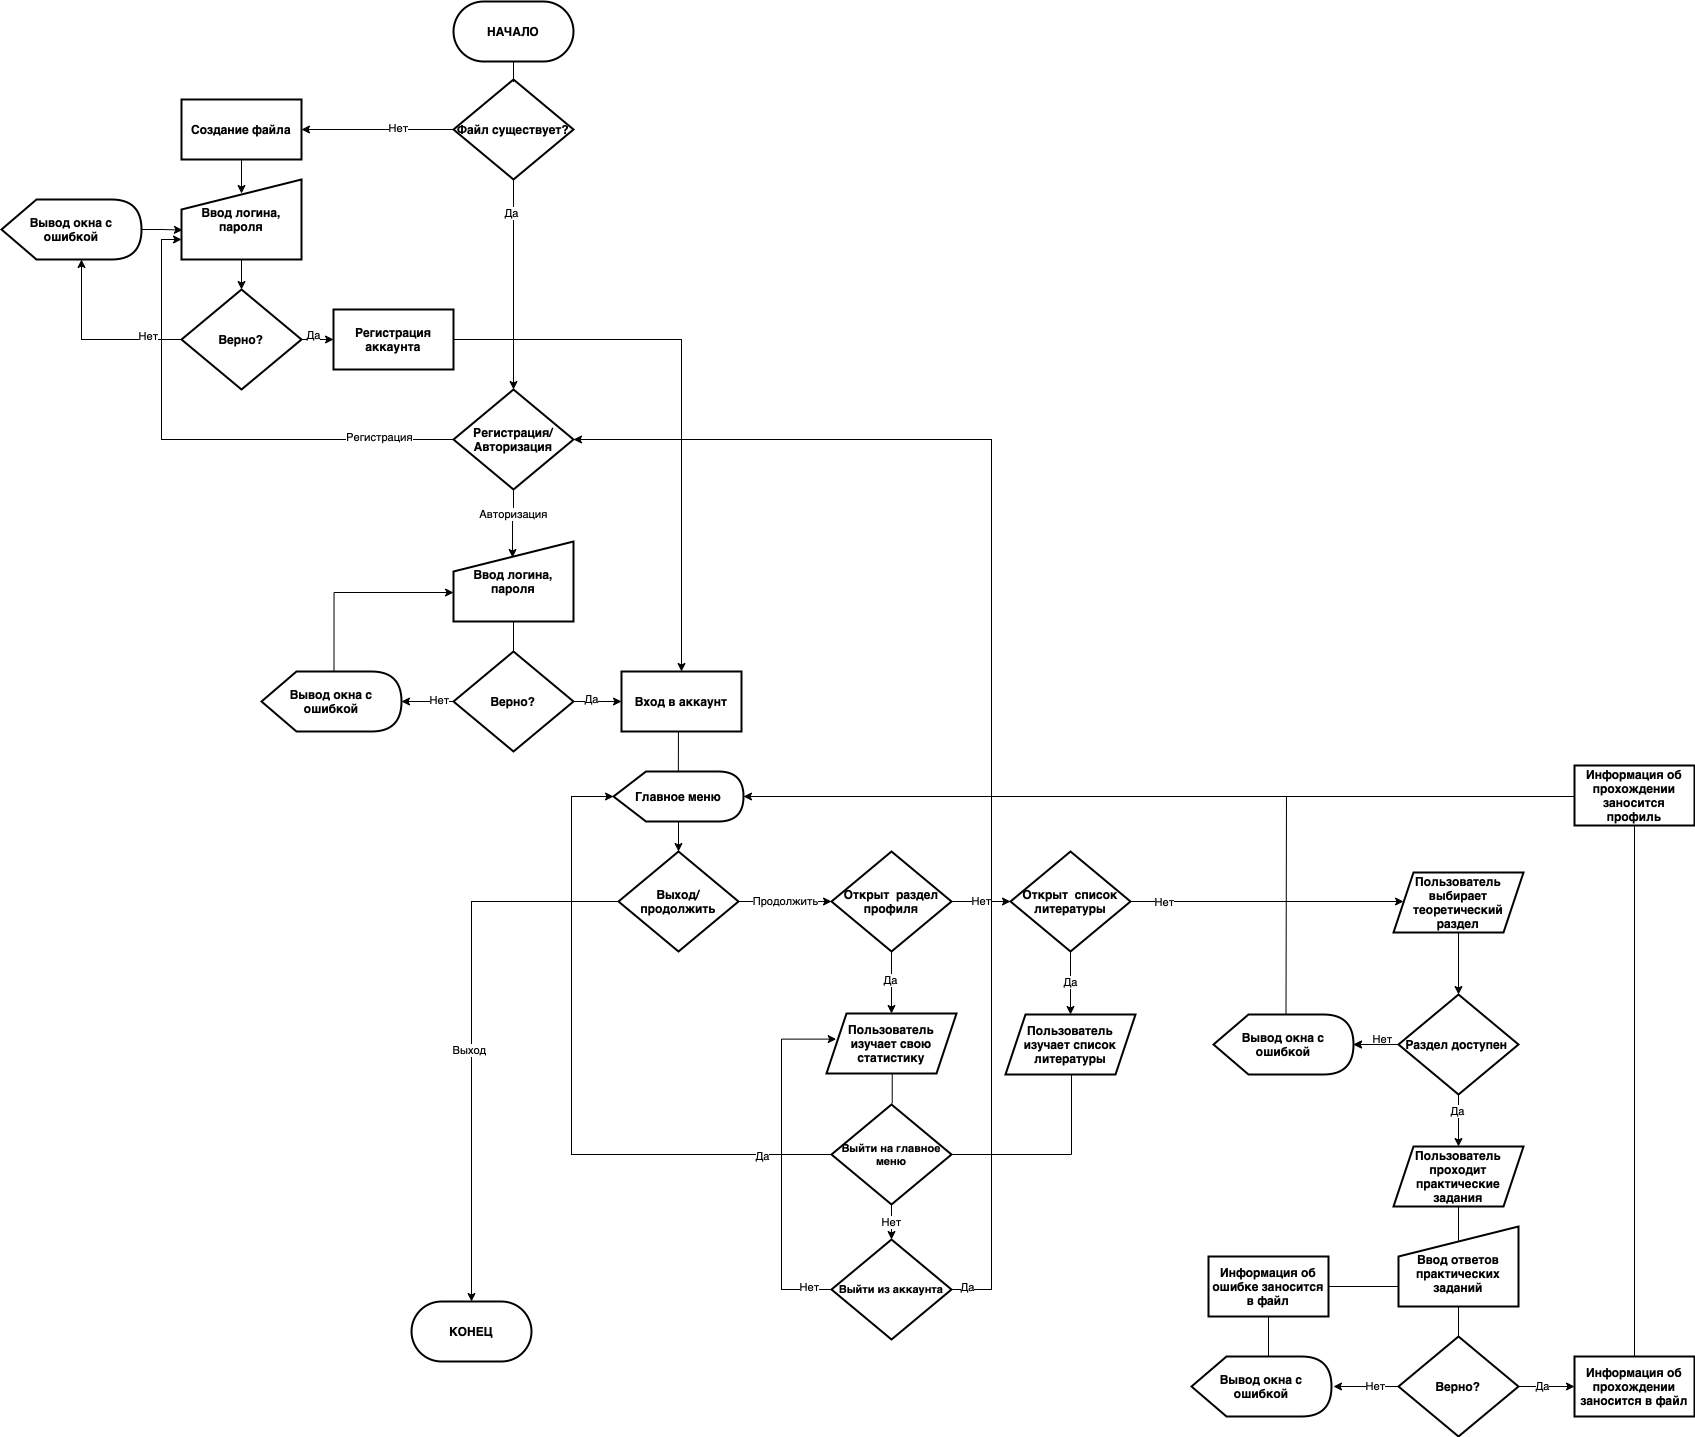 НАЧАЛО
Файл существует?
Нет
Создание файла
Да
Ввод логина,
пароля
Вывод окна с
ошибкой
Верно?
Нет
Да
Регистрация
аккаунта
Регистрация/
Авторизация
Регистрация
Авторизация
Ввод логина,
пароля
Верно?
Нет
Вывод окна с
ошибкой
Да
Вход в аккаунт
Главное меню
Выход/
продолжить
Выход
КОНЕЦ
Продолжить
Открыт раздел
профиля
Нет
Открыт список
литературы
Нет
Пользователь
выбирает
теоретический
раздел
Да
Пользователь
изучает свою
статистику
Да
Пользователь
изучает список
литературы
Выйти на главное
меню
Да
Нет
Выйти из аккаунта
Нет
Да
Раздел доступен
Нет
Вывод окна с
ошибкой
Да
Пользователь
проходит
практические
задания
Ввод ответов
практических
заданий
Верно?
Нет
Вывод окна с
ошибкой
Информация об
ошибке заносится
в файл
Да
Информация об
прохождении
заносится в файл
Информация об
прохождении
заносится
профиль